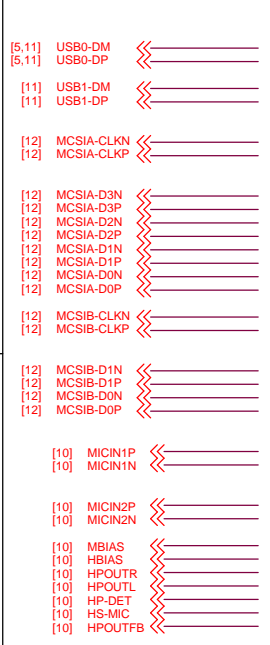 [5,11] USB0-DM
[5,11] USB0-DP
[11] USB1-DM
[11] USB1-DP
[12] MCSIA-CLKN
[12] MCSIA-CLKP
[12] MCSIA-D3N
[12] MCSIA-D3P
[12] MCSIA-D2N
[12] MCSIA-D2P
[12] MCSIA-D1N
[12] MCSIA-D1P
[12] MCSIA-D0N
[12] MCSIA-D0P
[12] MCSIB-CLKN
[12] MCSIB-CLKP
[12] MCSIB-D1N
[12] MCSIB-D1P
[12] MCSIB-D0N
[12] MCSIB-D0P
[10] MICIN1P
[10] MICIN1N
[10] MICIN2P
[10] MICIN2N
[10] MBIAS
[10] HBIAS
[10] HPOUTR
[10] HPOUTL
[10] HP-DET
[10] HS-MIC
[10] HPOUTFB